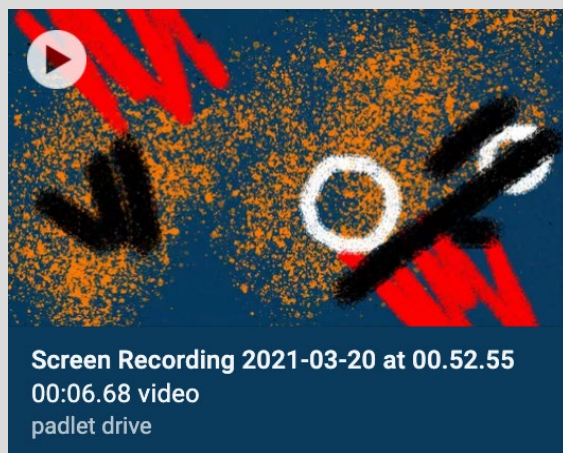 Screen Recording 2021-03-20 at 00.52.55
00:06.68 video
padlet drive